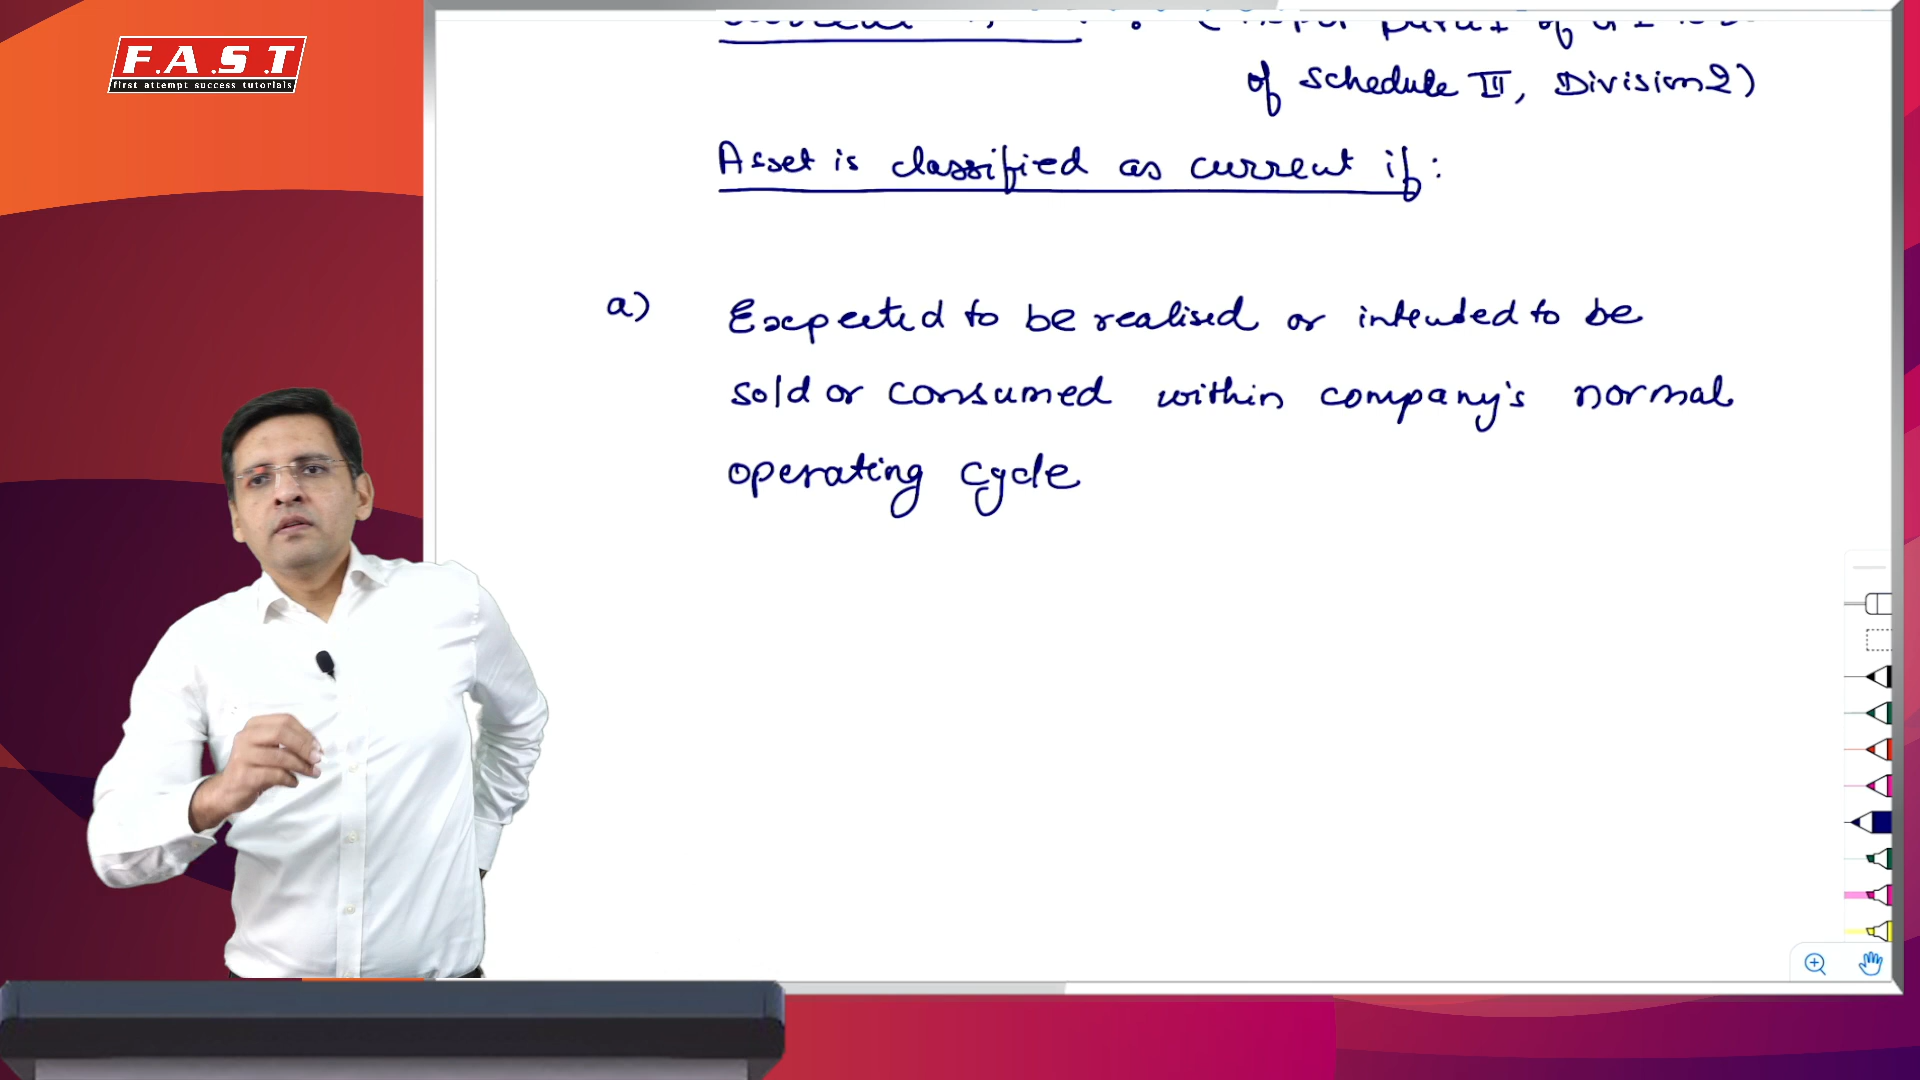 F.A.S.T
first attempt success tutorials
of
of Schedule III, Division 2)
Asset is classified as current if:
a) Expected to be realised or intended to be
sold or consumed within company's normal
operating cycle